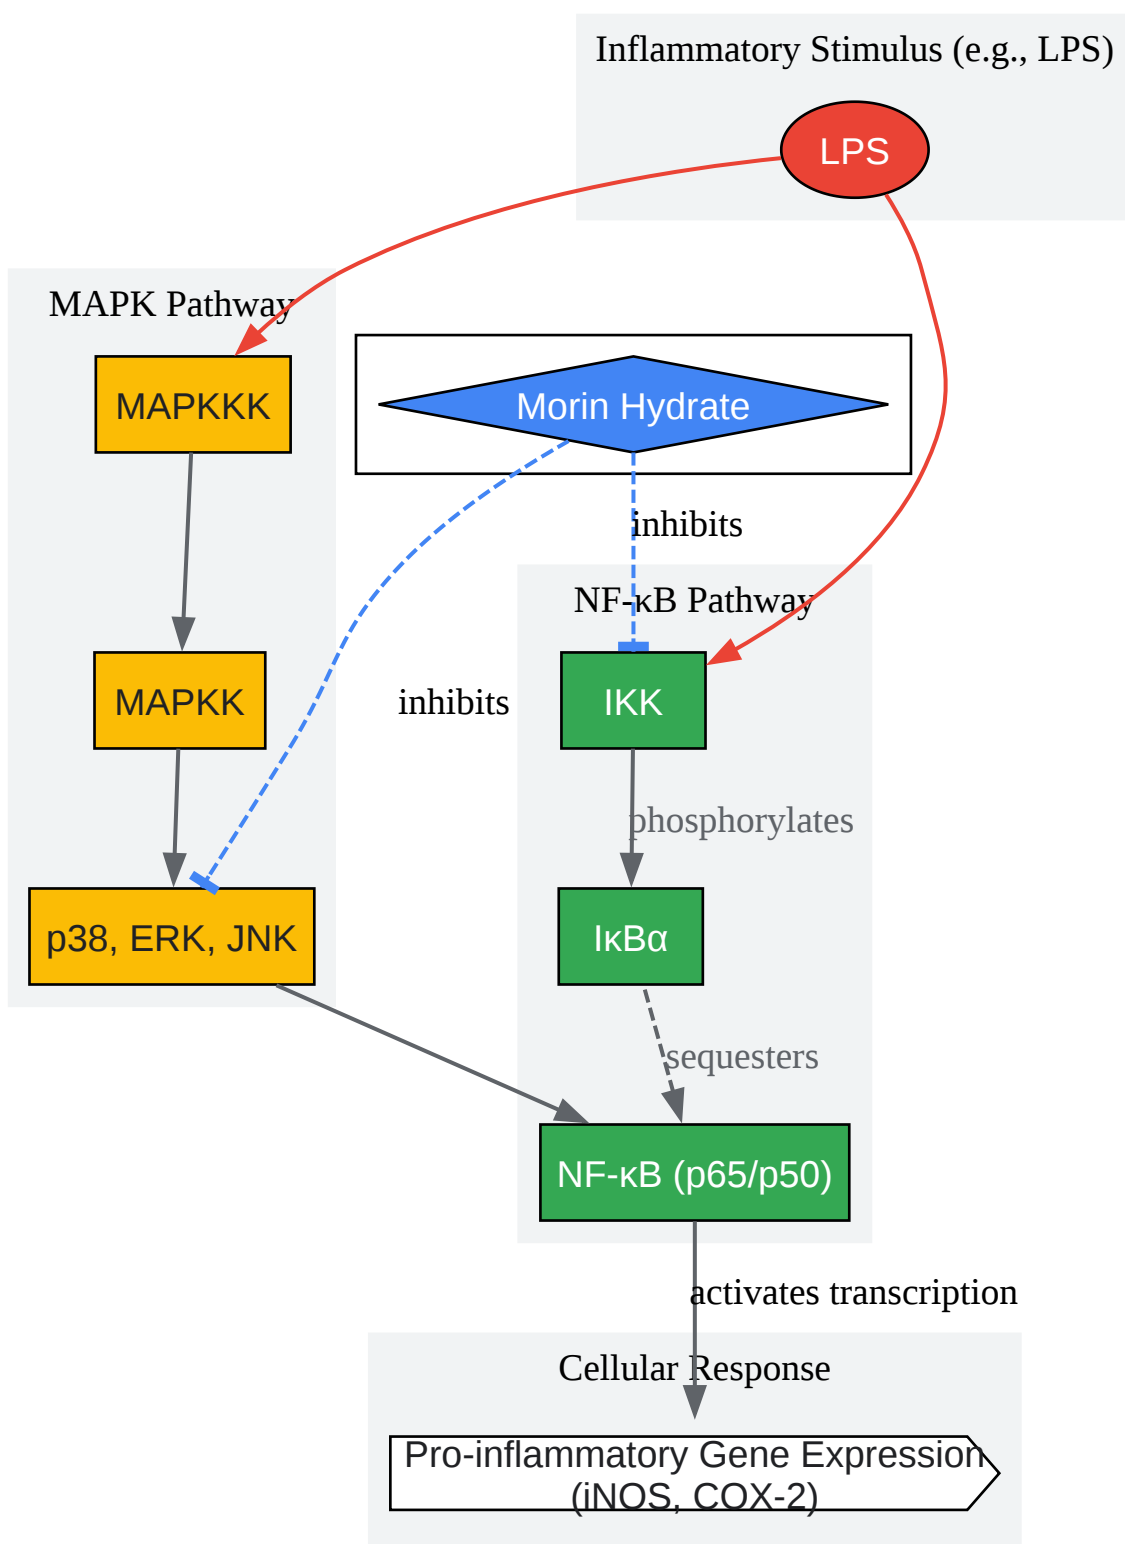 Inflammatory Stimulus (e.g., LPS)
LPS
MAPK Pathway
MAPKKK
Morin Hydrate
inhibits
NF-κB Pathway
MAPKK
inhibits
IKK
phosphorylates
p38, ERK, JNK
IκBα
sequesters
NF-κB (p65/p50)
activates transcription
Cellular Response
Pro-inflammatory Gene Expression
(iNOS, COX-2)